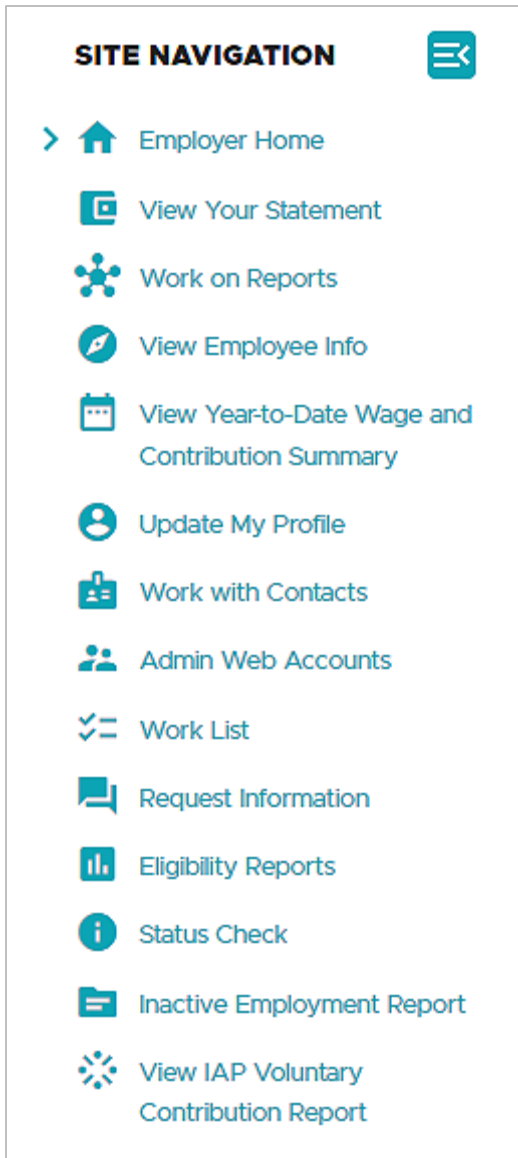 SITE NAVIGATION
Employer Home
View Your Statement
Work on Reports
View Employee Info
View Year-to-Date Wage and
Contribution Summary
Update My Profile
Work with Contacts
Admin Web Accounts
Work List
Request Information
Eligibility Reports
Status Check
Inactive Employment Report
View IAP Voluntary
Contribution Report